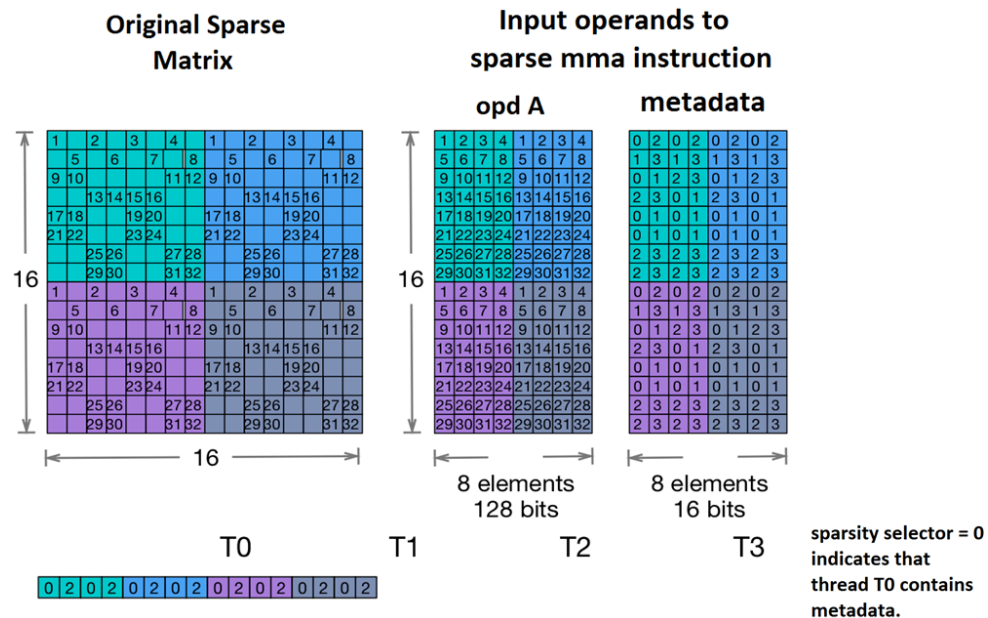 Original Sparse
Matrix
Input operands to
sparse mma instruction
opd A
metadata
16
1 2 3 4 1 2 3 4
5 6 7 8 5 6 7 8
9 10 11 12 9 10 11 12
13 14 15 16 13 14 15 16
17 18 19 20 17 18 19 20
21 22 23 24 21 22 23 24
25 26 27 28 25 26 27 28
29 30 31 32 29 30 31 32
1 2 3 4 1 2 3 4
5 6 7 8 5 6 7 8
9 10 11 12 9 10 11 12
13 14 15 16 13 14 15 16
17 18 19 20 17 18 19 20
21 22 23 24 21 22 23 24
25 26 27 28 25 26 27 28
29 30 31 32 29 30 31 32
16
16
1 2 3 4 1 2 3 4
5 6 7 8 5 6 7 8
9 10 11 12 9 10 11 12
13 14 15 16 13 14 15 16
17 18 19 20 17 18 19 20
21 22 23 24 21 22 23 24
25 26 27 28 25 26 27 28
29 30 31 32 29 30 31 32
1 2 3 4 1 2 3 4
5 6 7 8 5 6 7 8
9 10 11 12 9 10 11 12
13 14 15 16 13 14 15 16
17 18 19 20 17 18 19 20
21 22 23 24 21 22 23 24
25 26 27 28 25 26 27 28
29 30 31 32 29 30 31 32
8 elements
128 bits
0 2 0 2 0 2 0 2
1 3 1 3 1 3 1 3
0 1 2 3 0 1 2 3
2 3 0 1 2 3 0 1
0 1 0 1 0 1 0 1
0 1 0 1 0 1 0 1
2 3 2 3 2 3 2 3
2 3 2 3 2 3 2 3
0 2 0 2 0 2 0 2
1 3 1 3 1 3 1 3
0 1 2 3 0 1 2 3
2 3 0 1 2 3 0 1
0 1 0 1 0 1 0 1
0 1 0 1 0 1 0 1
2 3 2 3 2 3 2 3
2 3 2 3 2 3 2 3
8 elements
16 bits
T0 T1 T2 T3
0 2 0 2 0 2 0 2 0 2 0 2 0 2 0 2
sparsity selector = 0
indicates that
thread T0 contains
metadata.